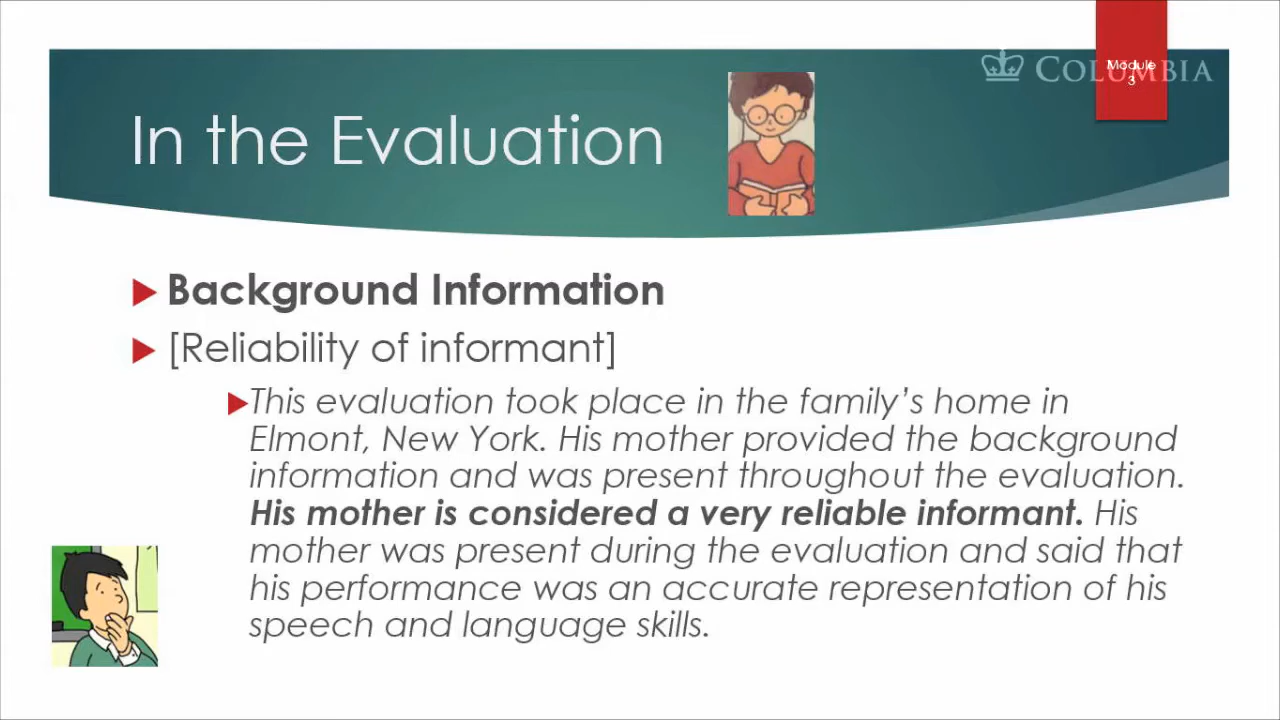 COLUMBIA
Module
3
In the Evaluation
Background Information
[Reliability of informant]
This evaluation took place in the family’s home in
Elmont, New York. His mother provided the background
information and was present throughout the evaluation.
His mother is considered a very reliable informant. His
mother was present during the evaluation and said that
his performance was an accurate representation of his
speech and language skills.